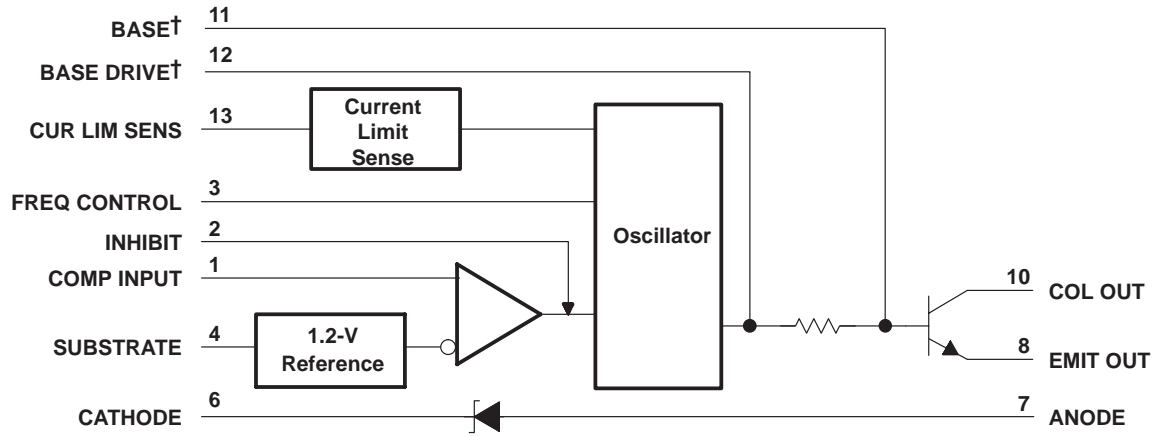 BASE† 11
BASE DRIVE† 12
CUR LIM SENS 13
Current
Limit
Sense
FREQ CONTROL 3
INHIBIT 2
COMP INPUT 1
SUBSTRATE 4
1.2-V
Reference
Oscillator
10 COL OUT
8 EMIT OUT
CATHODE 6
7 ANODE